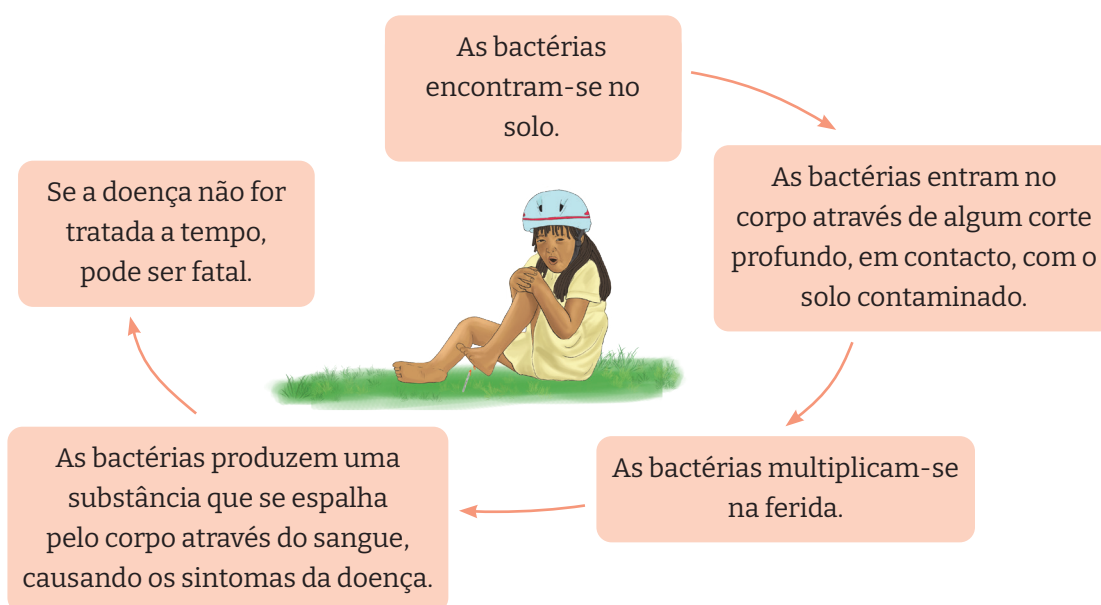 As bactérias
encontram-se no
solo.
As bactérias entram no
corpo através de algum corte
profundo, em contacto, com o
solo contaminado.
As bactérias multiplicam-se
na ferida.
As bactérias produzem uma
substância que se espalha
pelo corpo através do sangue,
causando os sintomas da doença.
Se a doença não for
tratada a tempo,
pode ser fatal.